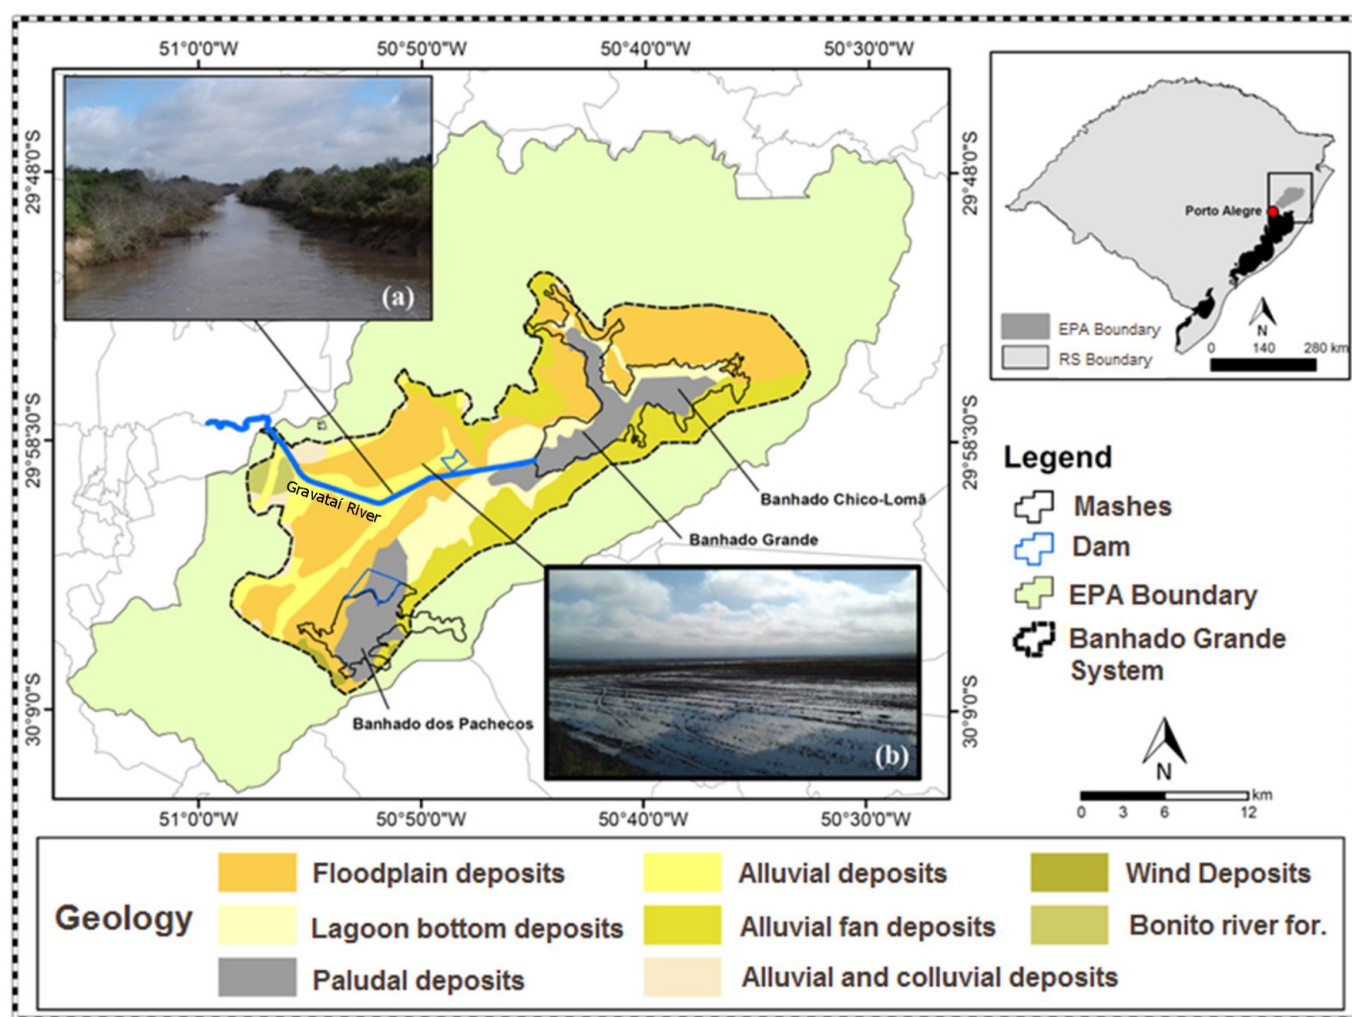 51°0'0"W 50°50'0"W 50°40'0"W 50°30'0"W
29°48'0"S
29°58'30"S
30°9'0"S
(a)
Gravataí River
Banhado Chico-Lomã
Banhado Grande
Banhado dos Pachecos
(b)
29°48'0"S
29°58'30"S
30°9'0"S
51°0'0"W 50°50'0"W 50°40'0"W 50°30'0"W
Porto Alegre
EPA Boundary
RS Boundary
N
0 140 280 km
Legend
Mashes
Dam
EPA Boundary
Banhado Grande
System
N
km
0 3 6 12
Geology
Floodplain deposits
Lagoon bottom deposits
Paludal deposits
Alluvial deposits
Alluvial fan deposits
Alluvial and colluvial deposits
Wind Deposits
Bonito river for.